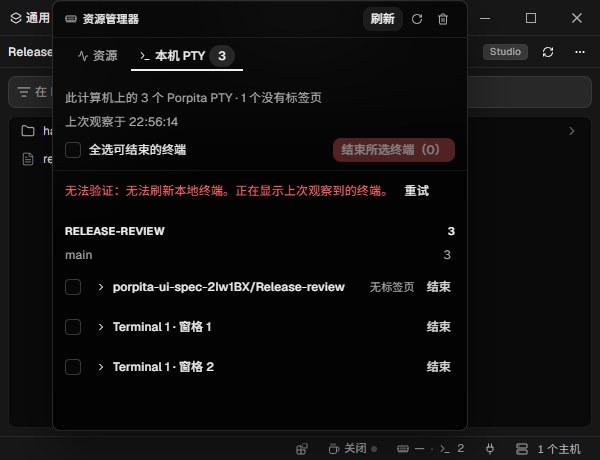 通用
资源管理器
刷新
Release
资源
本机 PTY
3
Studio
此计算机上的 3 个 Porpita PTY · 1 个没有标签页
上次观察于 22:56:14
全选可结束的终端
结束所选终端（0）
无法验证：无法刷新本地终端。正在显示上次观察到的终端。
重试
RELEASE-REVIEW
3
main
3
porpita-ui-spec-2lw1BX/Release-review
无标签页
结束
Terminal 1 · 窗格 1
结束
Terminal 1 · 窗格 2
结束
关闭
2
1 个主机